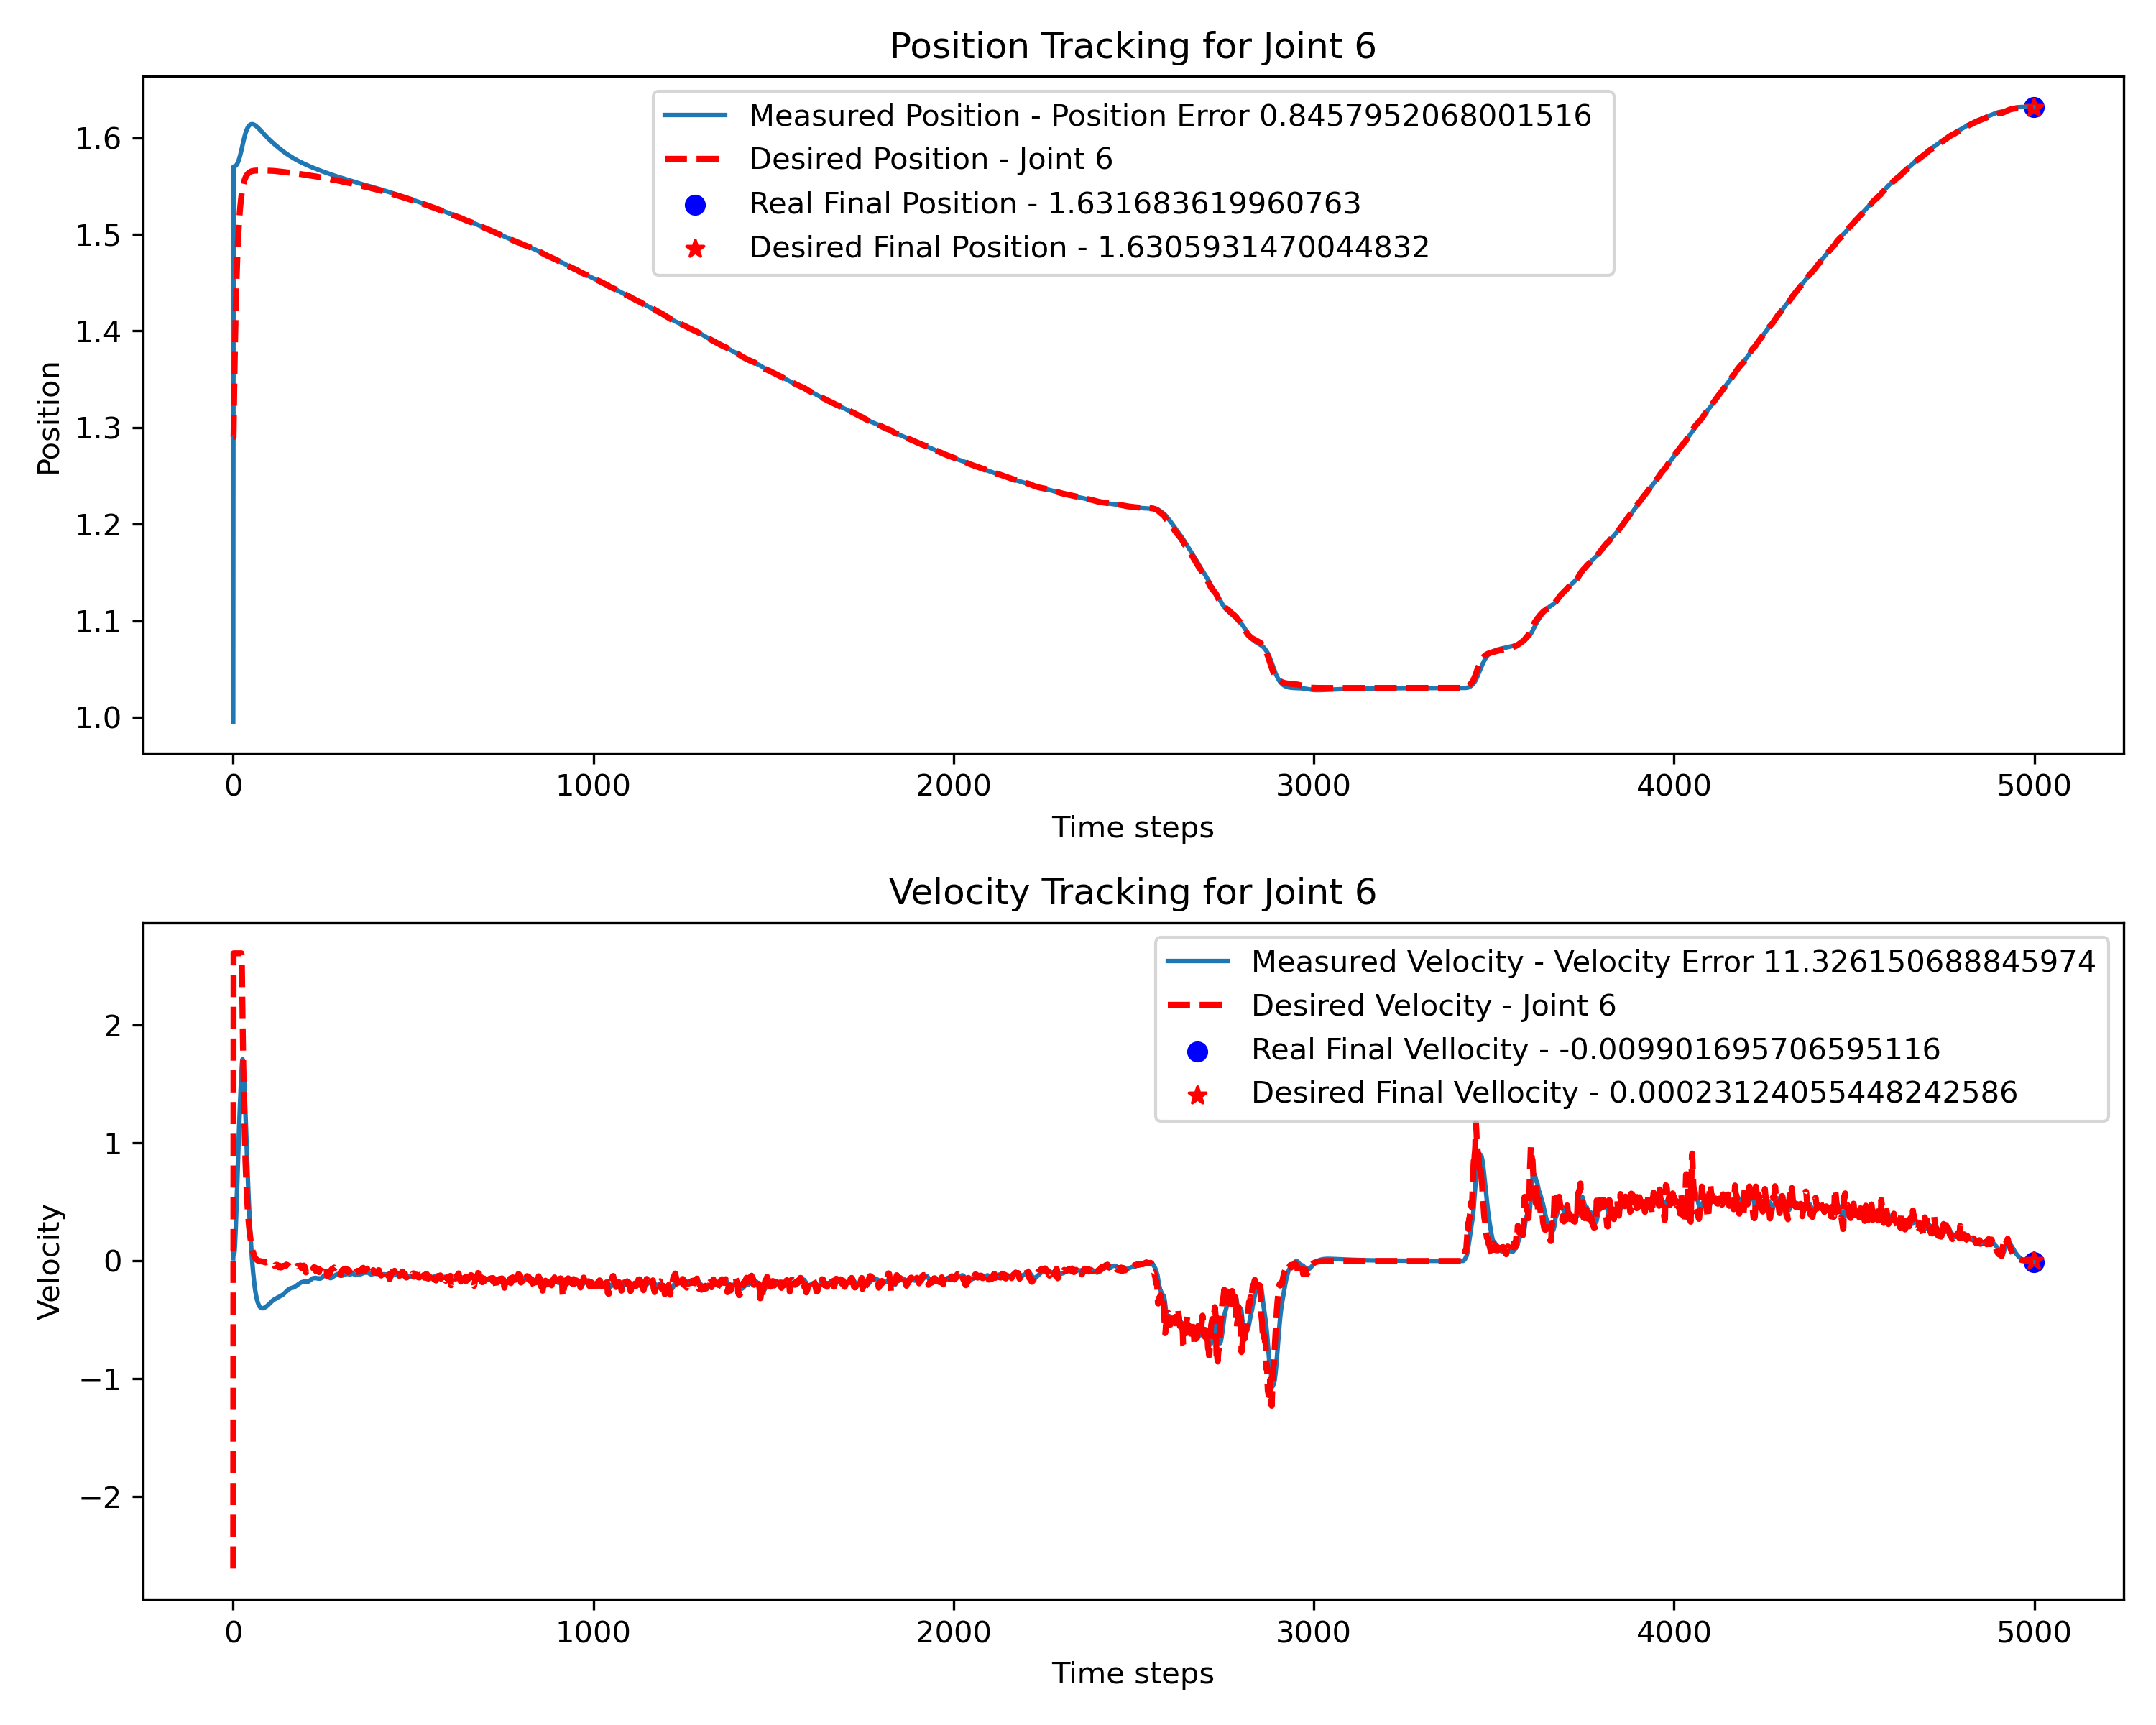 Position Tracking for Joint 6
Measured Position - Position Error 0.8457952068001516
Desired Position - Joint 6
Real Final Position - 1.631683619960763
Desired Final Position - 1.6305931470044832
1.6
1.5
1.4
1.3
1.2
1.1
1.0
Position
0 1000 2000 3000 4000 5000
Time steps
Velocity Tracking for Joint 6
Measured Velocity - Velocity Error 11.326150688845974
Desired Velocity - Joint 6
Real Final Vellocity - -0.009901695706595116
Desired Final Vellocity - 0.00023124055448242586
2
1
0
−1
−2
Velocity
0 1000 2000 3000 4000 5000
Time steps